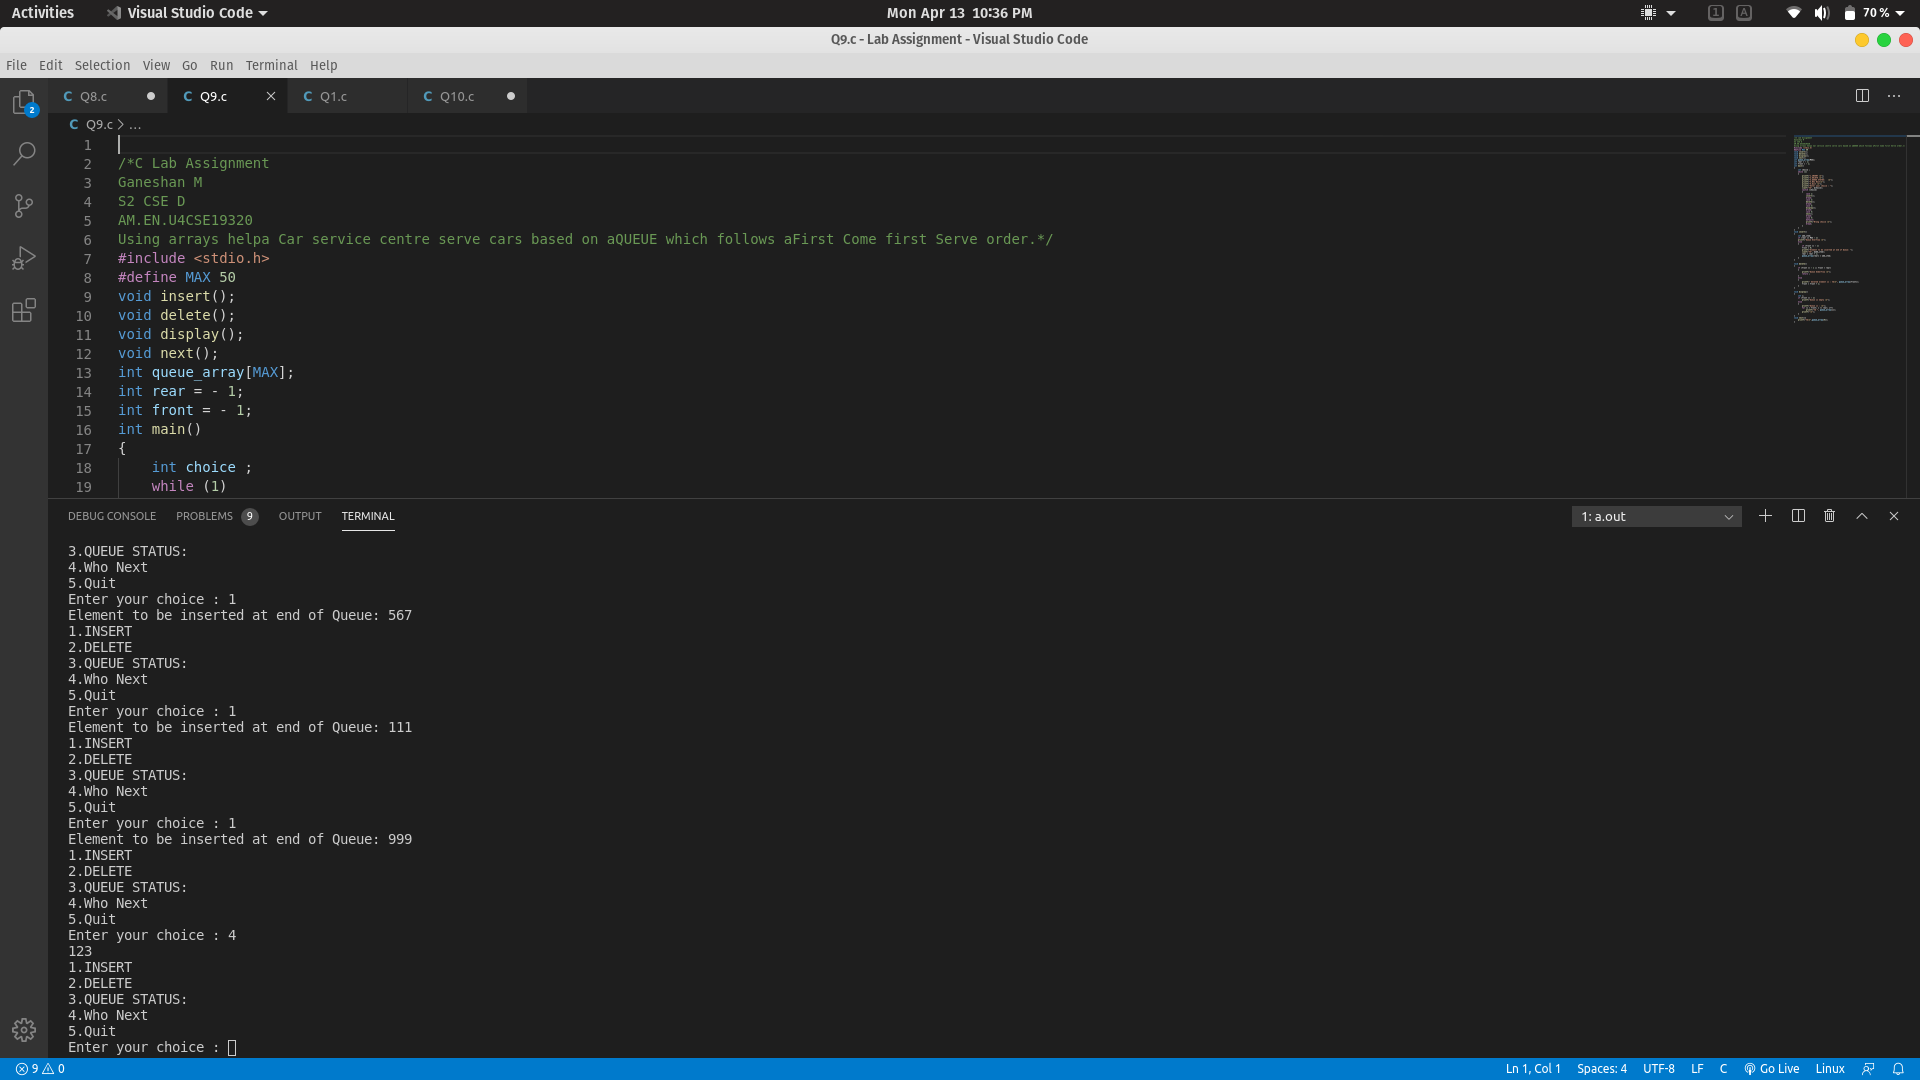 Activities Visual Studio Code Mon Apr 13 10:36 PM 1 A 70 %
Q9.c - Lab Assignment - Visual Studio Code
File Edit Selection View Go Run Terminal Help
C Q8.c C Q9.c C Q1.c C Q10.c
2
C Q9.c > ...
1
2 /*C Lab Assignment
3 Ganeshan M
4 S2 CSE D
5 AM.EN.U4CSE19320
6 Using arrays helpa Car service centre serve cars based on aQUEUE which follows aFirst Come first Serve order.*/
7 #include <stdio.h>
8 #define MAX 50
9 void insert();
10 void delete();
11 void display();
12 void next();
13 int queue_array[MAX];
14 int rear = - 1;
15 int front = - 1;
16 int main()
17 {
18 int choice ;
19 while (1)
DEBUG CONSOLE PROBLEMS 9 OUTPUT TERMINAL 1: a.out
3.QUEUE STATUS:
4.Who Next
5.Quit
Enter your choice : 1
Element to be inserted at end of Queue: 567
1.INSERT
2.DELETE
3.QUEUE STATUS:
4.Who Next
5.Quit
Enter your choice : 1
Element to be inserted at end of Queue: 111
1.INSERT
2.DELETE
3.QUEUE STATUS:
4.Who Next
5.Quit
Enter your choice : 1
Element to be inserted at end of Queue: 999
1.INSERT
2.DELETE
3.QUEUE STATUS:
4.Who Next
5.Quit
Enter your choice : 4
123
1.INSERT
2.DELETE
3.QUEUE STATUS:
4.Who Next
5.Quit
Enter your choice :
9 0 Ln 1, Col 1 Spaces: 4 UTF-8 LF C Go Live Linux